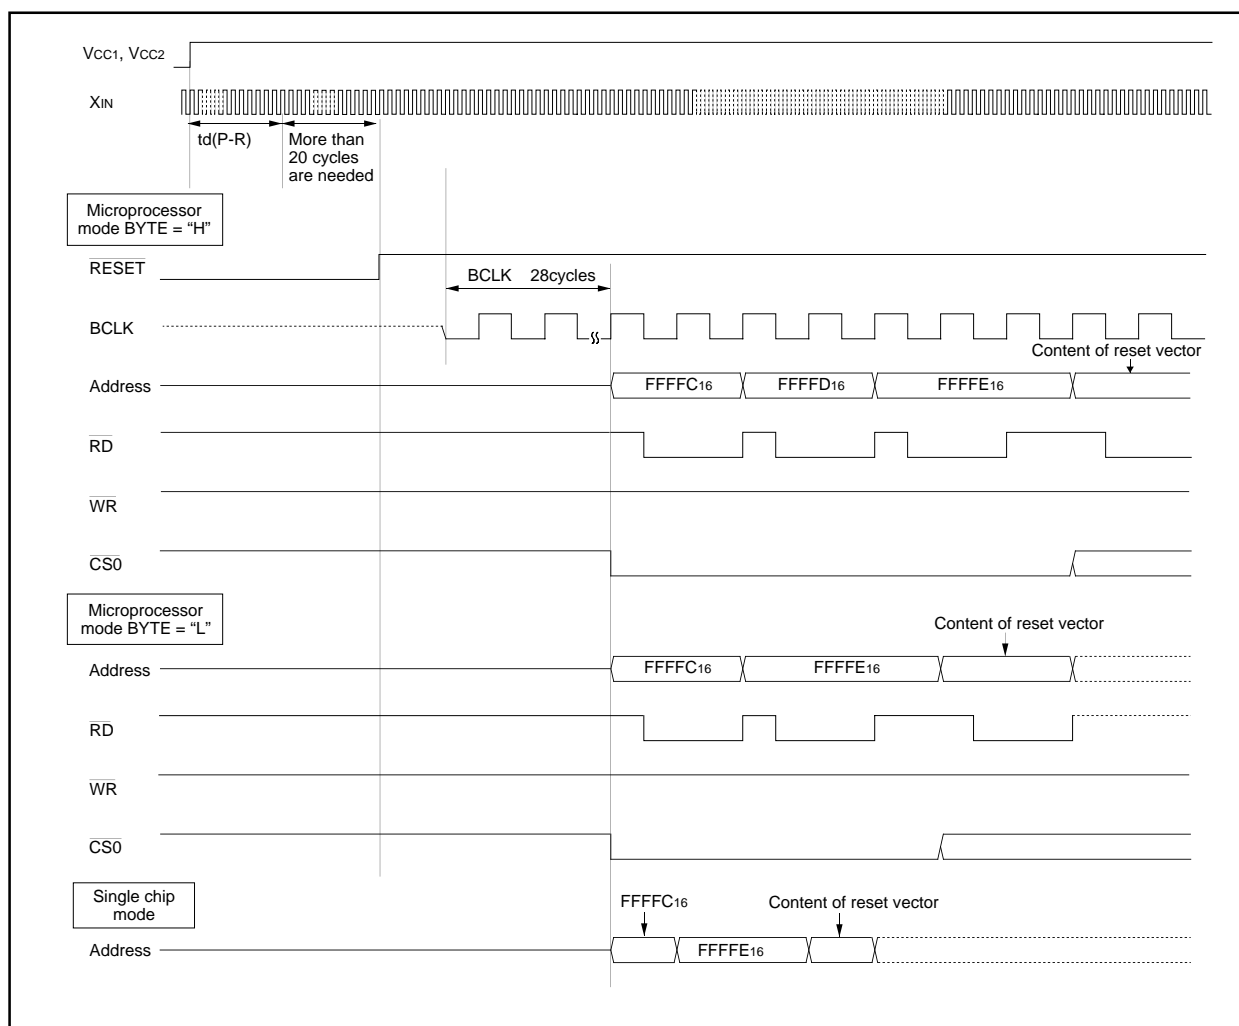 VCC1, VCC2
XIN
td(P-R)
More than
20 cycles
are needed
Microprocessor
mode BYTE = “H”
RESET
BCLK 28cycles
BCLK
Content of reset vector
Address
FFFFC16
FFFFD16
FFFFE16
RD
WR
CS0
Microprocessor
mode BYTE = “L”
Content of reset vector
Address
FFFFC16
FFFFE16
RD
WR
CS0
Single chip
mode
FFFFC16
Content of reset vector
Address
FFFFE16